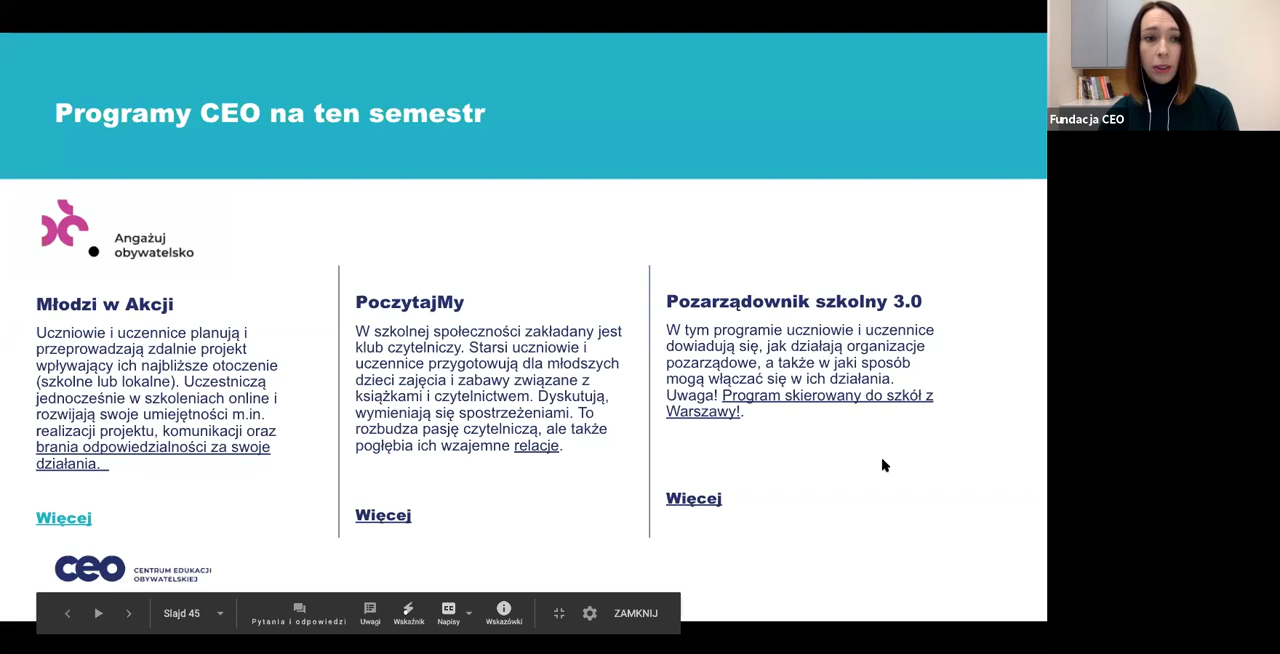 Programy CEO na ten semestr
Fundacja CEO
Angażuj
obywatelsko
Młodzi w Akcji
Uczniowie i uczennice planują i
przeprowadzają zdalnie projekt
wpływający ich najbliższe otoczenie
(szkolne lub lokalne). Uczestniczą
jednocześnie w szkoleniach online i
rozwijają swoje umiejętności m.in.
realizacji projektu, komunikacji oraz
brania odpowiedzialności za swoje
działania.
Więcej
PoczytajMy
W szkolnej społeczności zakładany jest
klub czytelniczy. Starsi uczniowie i
uczennice przygotowują dla młodszych
dzieci zajęcia i zabawy związane z
książkami i czytelnictwem. Dyskutują,
wymieniają się spostrzeżeniami. To
rozbudza pasję czytelniczą, ale także
pogłębia ich wzajemne relacje.
Więcej
Pozarządownik szkolny 3.0
W tym programie uczniowie i uczennice
dowiadują się, jak działają organizacje
pozarządowe, a także w jaki sposób
mogą włączać się w ich działania.
Uwaga! Program skierowany do szkół z
Warszawy!.
Więcej
ceo
CENTRUM EDUKACJI
OBYWATELSKIEJ
Slajd 45
Pytania i odpowiedzi
Uwagi
Wskaźnik
Napisy
Wskazówki
ZAMKNIJ